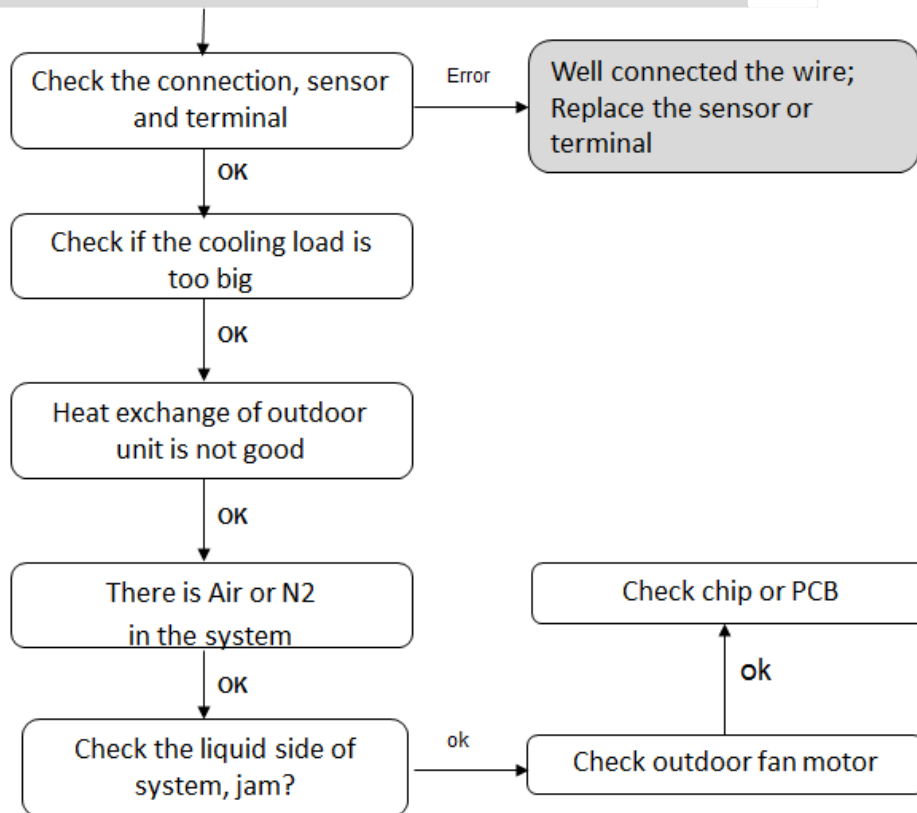 Check the connection, sensor
and terminal
Error
Well connected the wire;
Replace the sensor or
terminal
OK
Check if the cooling load is
too big
OK
Heat exchange of outdoor
unit is not good
OK
There is Air or N2
in the system
Check chip or PCB
OK
ok
Check the liquid side of
system, jam?
ok
Check outdoor fan motor